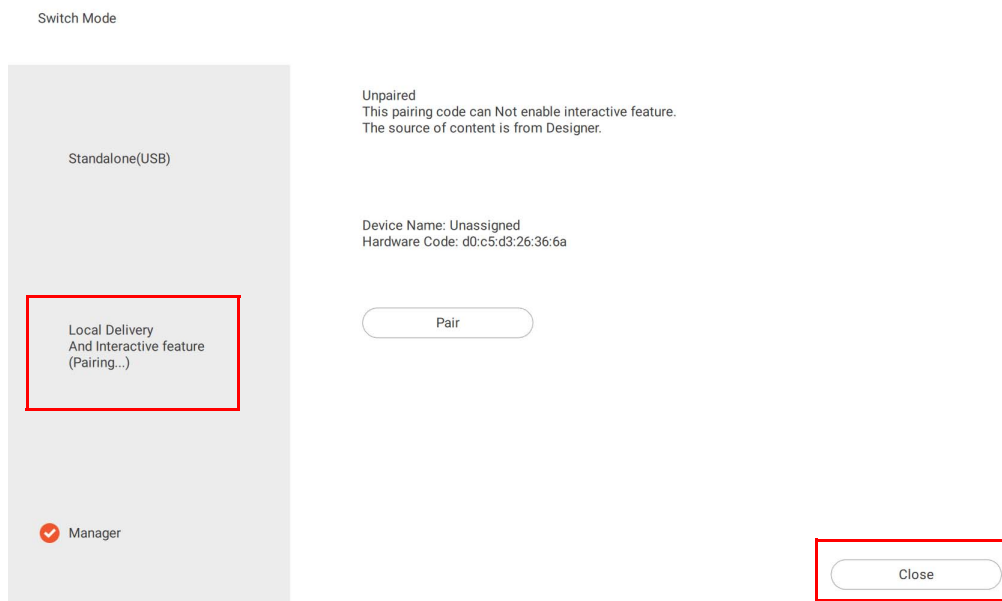 Switch Mode
Standalone(USB)
Local Delivery
And Interactive feature
(Pairing...)
Manager
Unpaired
This pairing code can Not enable interactive feature.
The source of content is from Designer.
Device Name: Unassigned
Hardware Code: d0:c5:d3:26:36:6a
Pair
Close